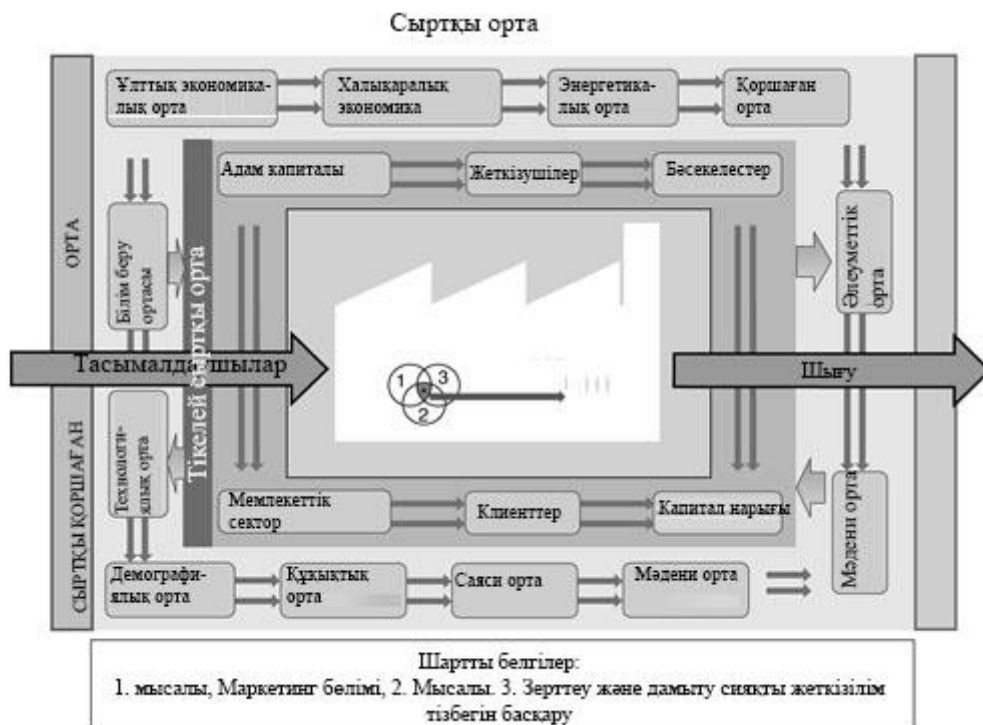 Сыртқы орта
Ұлттық экономика-
лық орта
Халықаралық
экономика
Энергетика-
лық орта
Қоршаған
орта
Адам капиталы
Жеткізушілер
Бәсекелестер
ОРТА
СЫРТҚЫ ҚОРШАҒАН
Білім беру
ортасы
Тікелей сыртқы орта
Әлеуметтік
орта
Тасымалдаушылар
1
3
2
Шығу
Технологи-
ялық орта
Мәдени орта
Мемлекеттік
сектор
Клиенттер
Капитал нарығы
Демографи-
ялық орта
Құқықтық
орта
Саяси орта
Мәдени орта
Шартты белгілер:
1. мысалы, Маркетинг бөлімі, 2. Мысалы. 3. Зерттеу және дамыту сияқты жеткізілім
тізбегін басқару